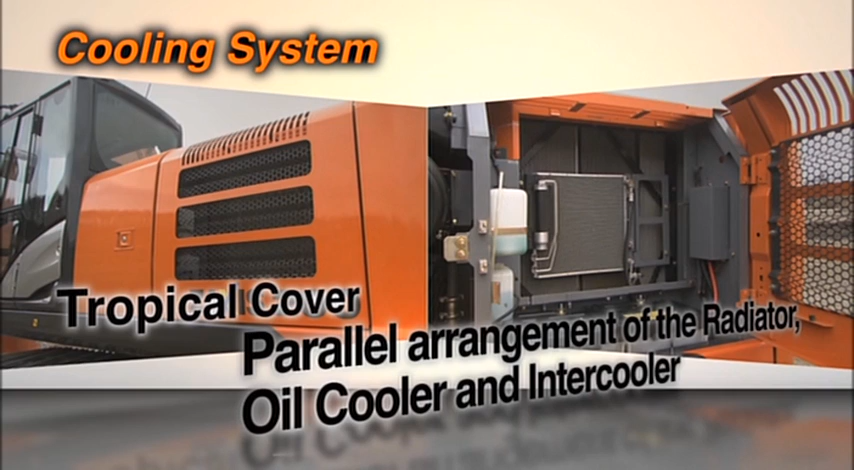 Cooling System
Tropical Cover
Parallel arrangement of the Radiator,
Oil Cooler and Intercooler